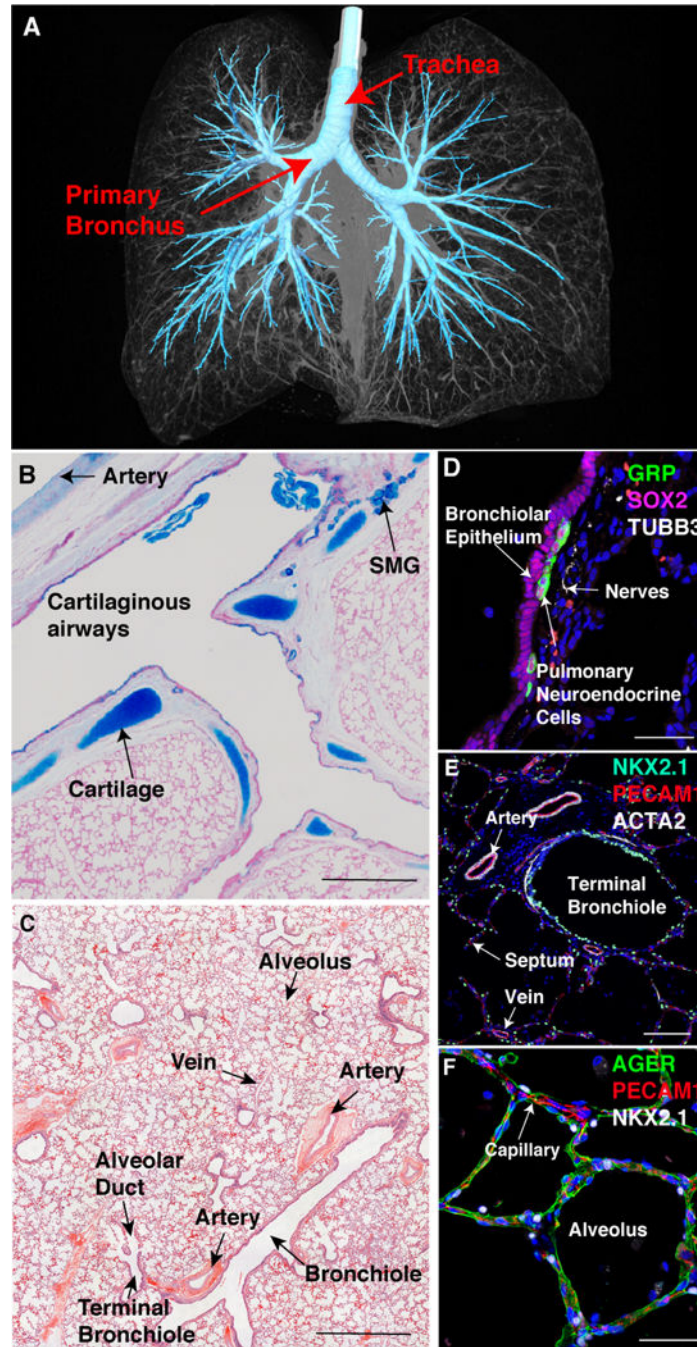 A
Trachea
Primary
Bronchus
B
Artery
SMG
Cartilaginous
airways
Cartilage
C
Alveolus
Vein
Artery
Alveolar
Duct
Artery
Bronchiole
Terminal
Bronchiole
D
GRP
SOX2
TUBB3
Bronchiolar
Epithelium
Nerves
Pulmonary
Neuroendocrine
Cells
E
NKX2.1
PECAM1
ACTA2
Artery
Terminal
Bronchiole
Septum
Vein
F
AGER
PECAM1
NKX2.1
Capillary
Alveolus